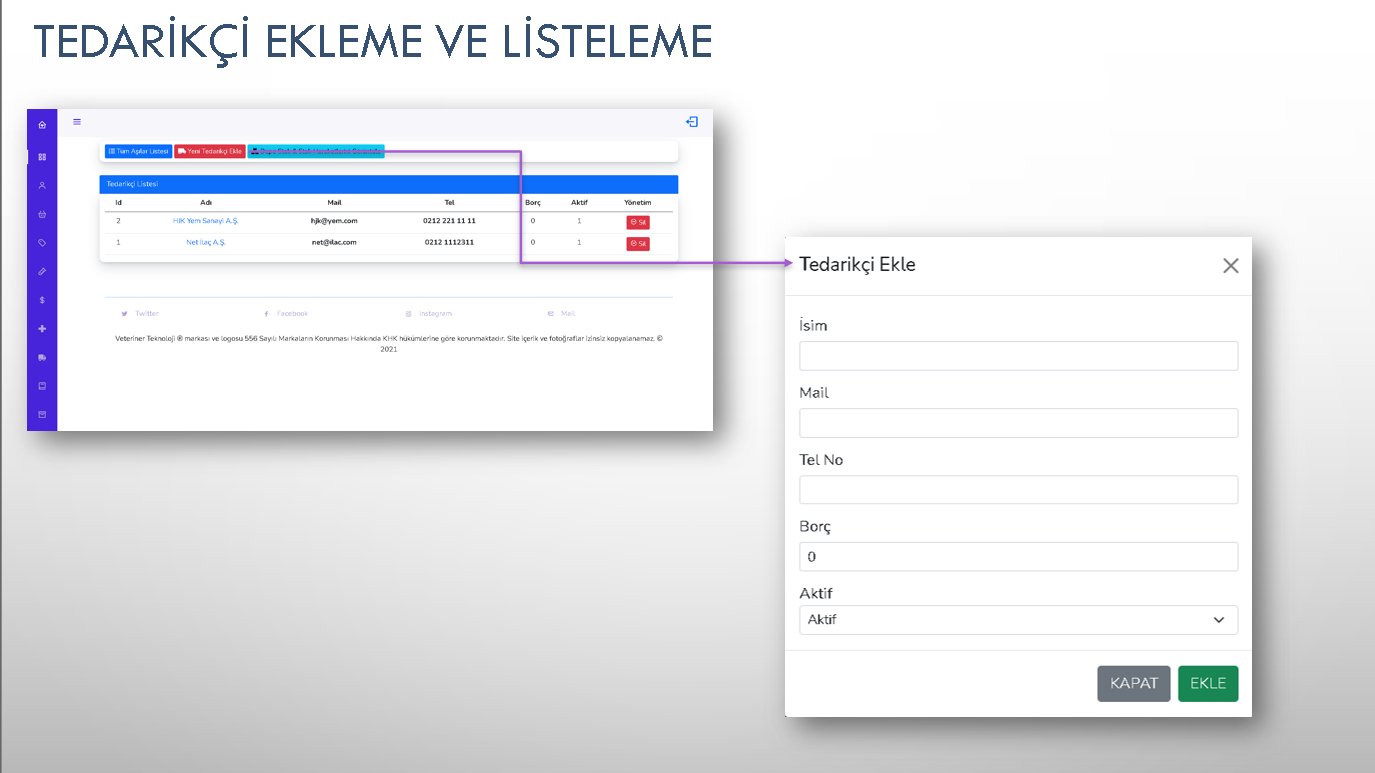 TEDARİKÇİ EKLEME VE LİSTELEME
Tüm Aşılar Listesi Yeni Tedarikçi Ekle
Tedarikçi Listesi
Id Adı Mail Tel Borç Aktif Yönetim
2 HJK Yem Sanayi A.Ş. hjk@yem.com 0212 221 11 11 0 1 Sil
1 Net İlaç A.Ş. net@ilac.com 0212 1112311 0 1 Sil
Twitter Facebook Instagram Mail
Veteriner Teknoloji ® markası ve logosu 556 Sayılı Markaların Korunması Hakkında KHK hükümlerine göre korunmaktadır. Site içerik ve fotoğraflar izinsiz kopyalanamaz. ©
2021
Tedarikçi Ekle
İsim
Mail
Tel No
Borç
0
Aktif
Aktif
KAPAT EKLE